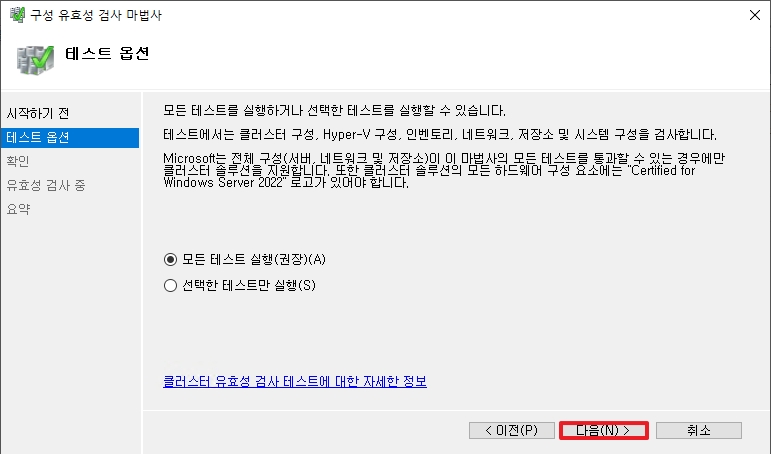 구성 유효성 검사 마법사
테스트 옵션
시작하기 전
테스트 옵션
확인
유효성 검사 중
요약
모든 테스트를 실행하거나 선택한 테스트를 실행할 수 있습니다.
테스트에서는 클러스터 구성, Hyper-V 구성, 인벤토리, 네트워크, 저장소 및 시스템 구성을 검사합니다.
Microsoft는 전체 구성(서버, 네트워크 및 저장소)이 이 마법사의 모든 테스트를 통과할 수 있는 경우에만
클러스터 솔루션을 지원합니다. 또한 클러스터 솔루션의 모든 하드웨어 구성 요소에는 "Certified for
Windows Server 2022" 로고가 있어야 합니다.
모든 테스트 실행(권장)(A)
선택한 테스트만 실행(S)
클러스터 유효성 검사 테스트에 대한 자세한 정보
< 이전(P)
다음(N) >
취소